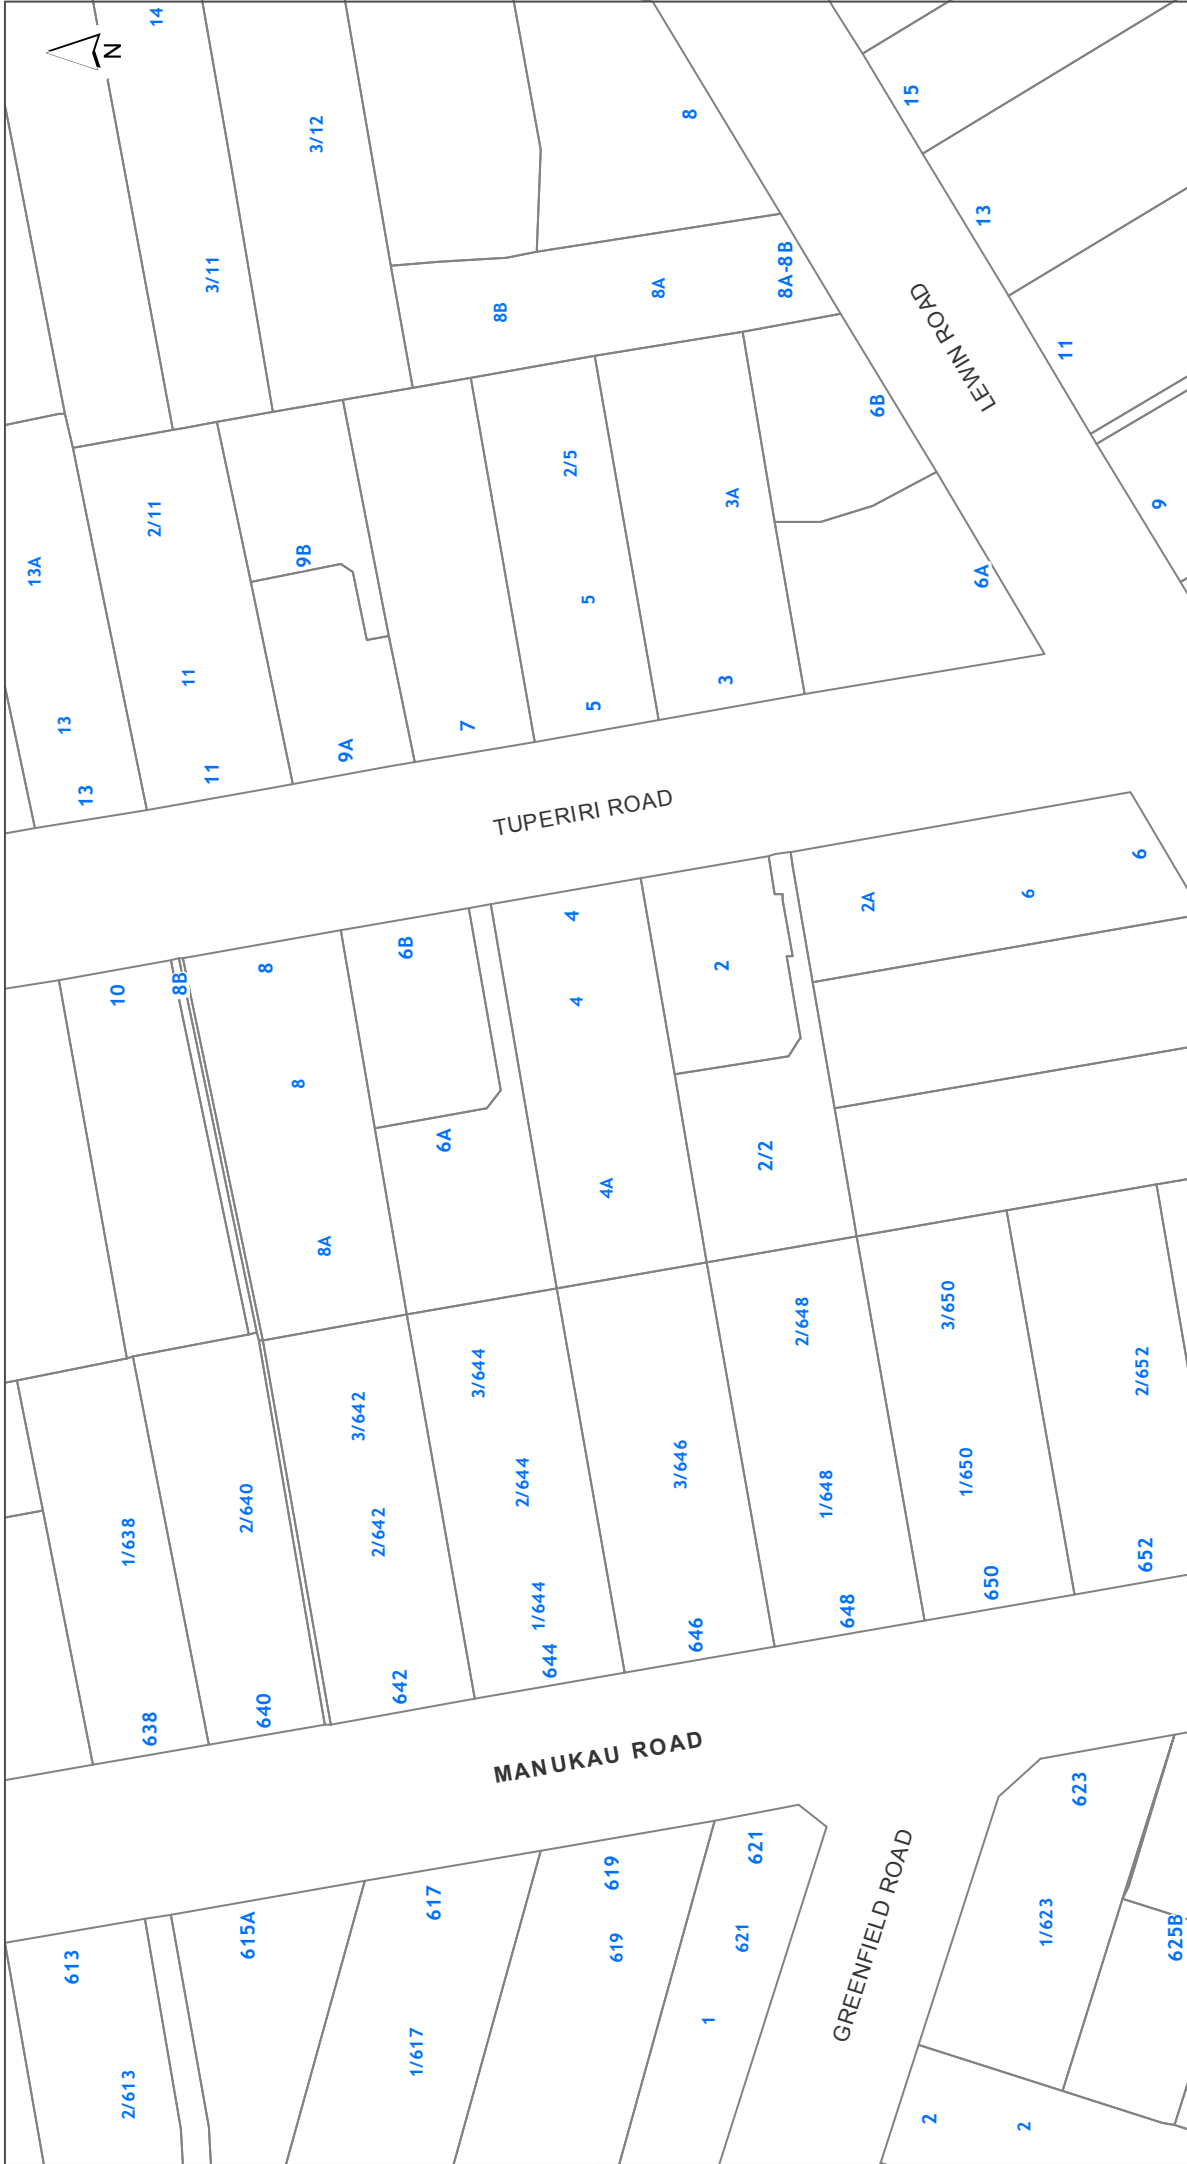 14
N
3/12
8
15
13
3/11
8B
8A
8A-8B
11
LEWIN ROAD
6B
9
13A
2/11
9B
2/5
3A
6A
13
11
5
3
13
11
9A
7
5
TUPERIRI ROAD
10
8B
8
6B
4
2
2A
6
6
8
4
6A
8A
4A
2/2
3/642
3/644
2/648
3/650
2/652
1/638
2/640
2/642
2/644
3/646
1/648
1/650
638
640
642
1/644
644
646
648
650
652
MANUKAU ROAD
613
615A
617
619
621
623
2/613
1/617
619
621
1
GREENFIELD ROAD
1/623
625B
2
2